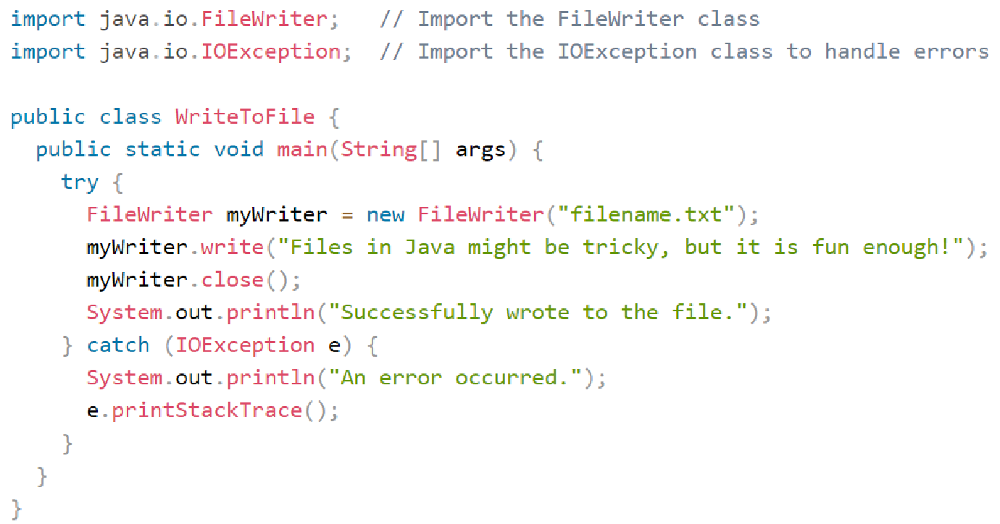 import java.io.FileWriter;   // Import the FileWriter class
import java.io.IOException;  // Import the IOException class to handle errors

public class WriteToFile {
  public static void main(String[] args) {
    try {
      FileWriter myWriter = new FileWriter("filename.txt");
      myWriter.write("Files in Java might be tricky, but it is fun enough!");
      myWriter.close();
      System.out.println("Successfully wrote to the file.");
    } catch (IOException e) {
      System.out.println("An error occurred.");
      e.printStackTrace();
    }
  }
}